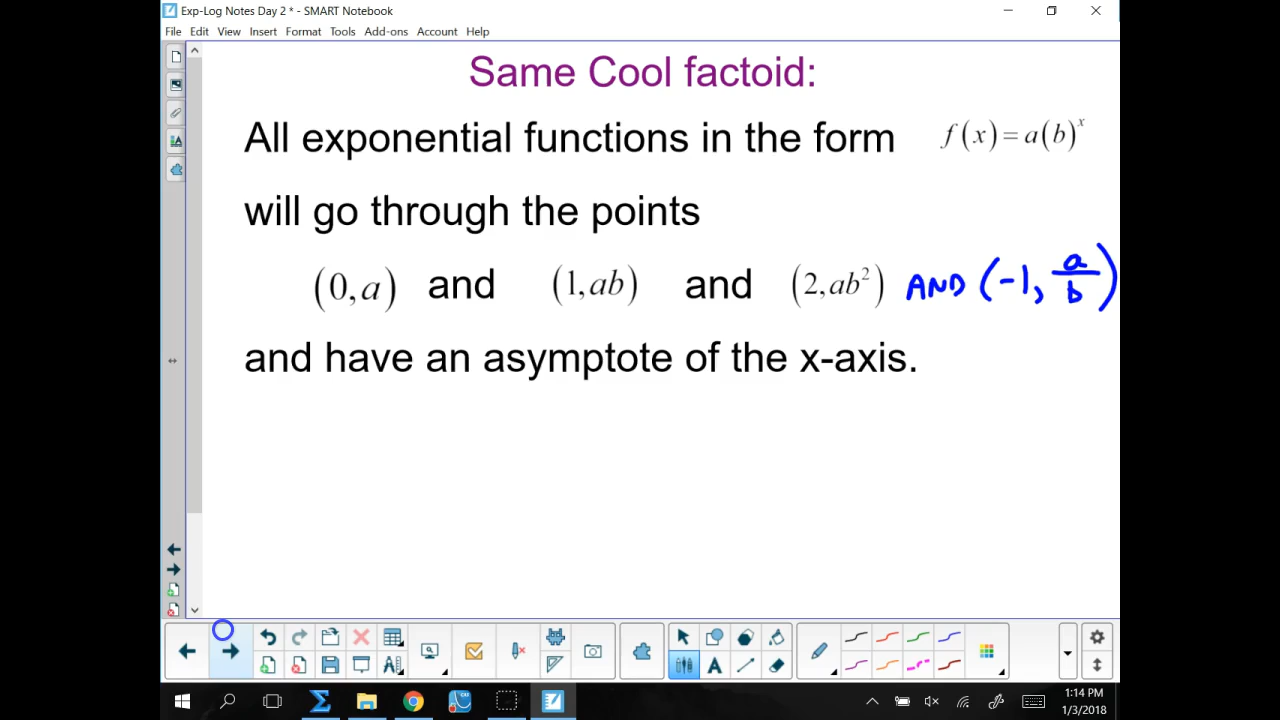 Exp-Log Notes Day 2 * - SMART Notebook
File Edit View Insert Format Tools Add-ons Account Help
Same Cool factoid:
All exponential functions in the form f(x)=a(b)^x
will go through the points
(0,a) and (1,ab) and (2,ab²) AND (-1, a/b)
and have an asymptote of the x-axis.
1:14 PM
1/3/2018